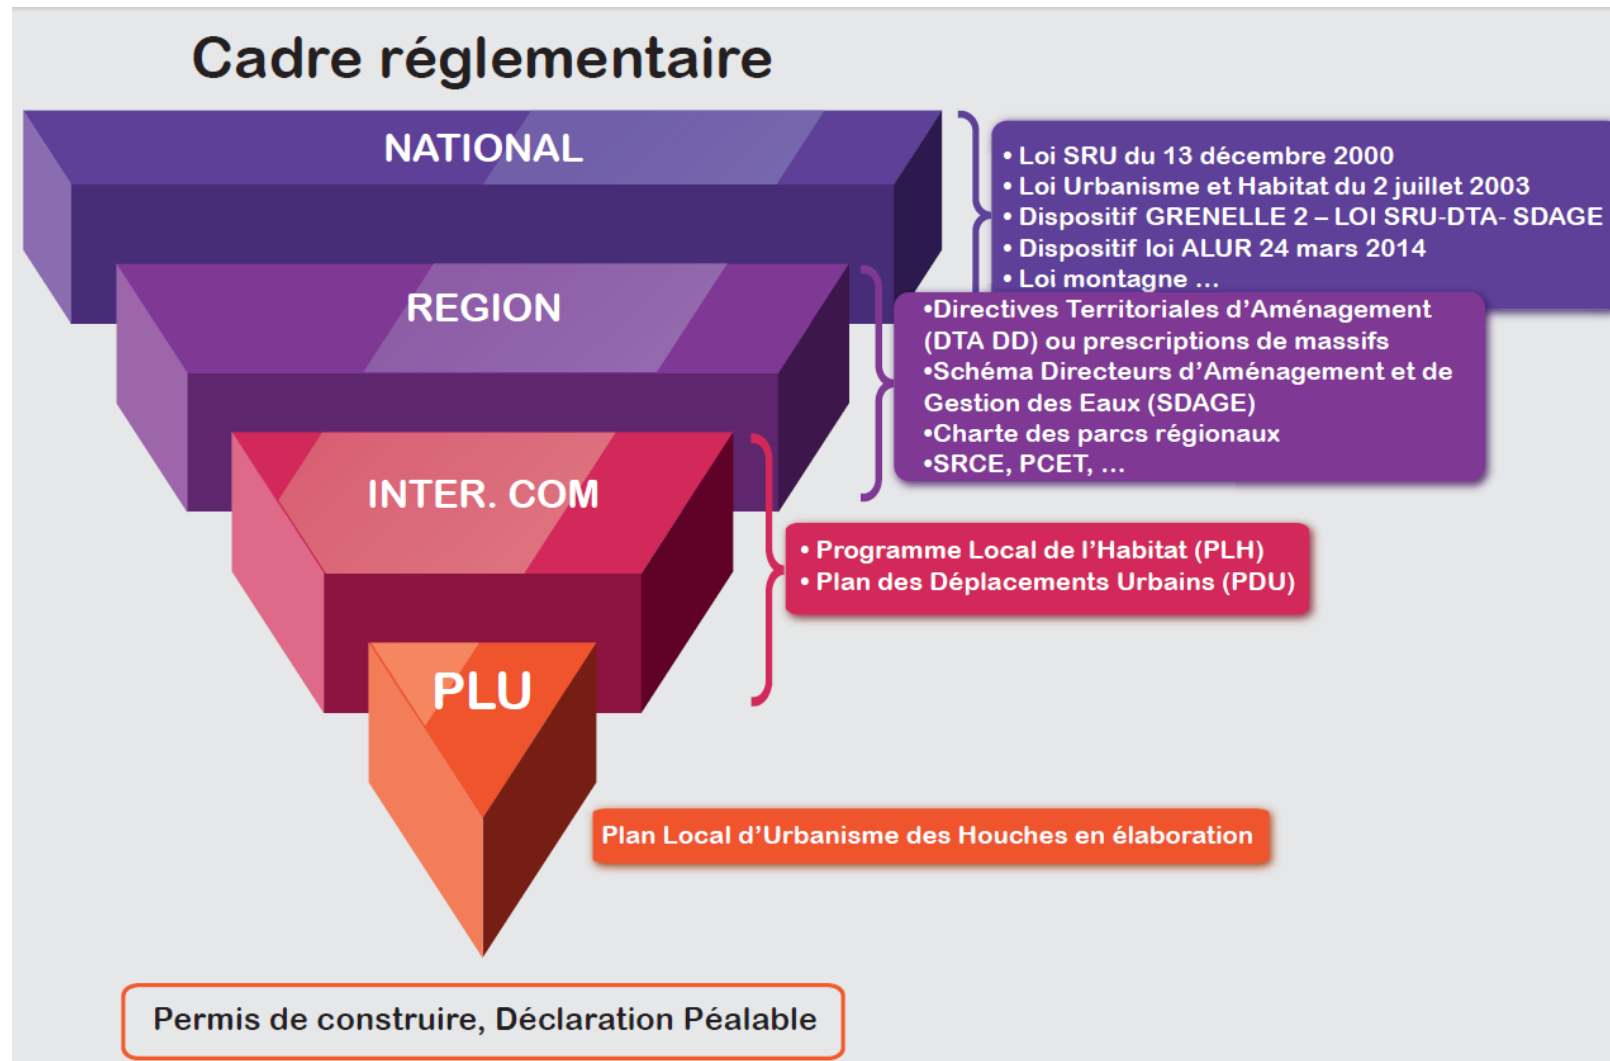 Cadre réglementaire
NATIONAL
• Loi SRU du 13 décembre 2000
• Loi Urbanisme et Habitat du 2 juillet 2003
• Dispositif GRENELLE 2 – LOI SRU-DTA- SDAGE
• Dispositif loi ALUR 24 mars 2014
• Loi montagne ...
REGION
•Directives Territoriales d’Aménagement
(DTA DD) ou prescriptions de massifs
•Schéma Directeurs d’Aménagement et de
Gestion des Eaux (SDAGE)
•Charte des parcs régionaux
•SRCE, PCET, ...
INTER. COM
• Programme Local de l’Habitat (PLH)
• Plan des Déplacements Urbains (PDU)
PLU
Plan Local d’Urbanisme des Houches en élaboration
Permis de construire, Déclaration Péalable